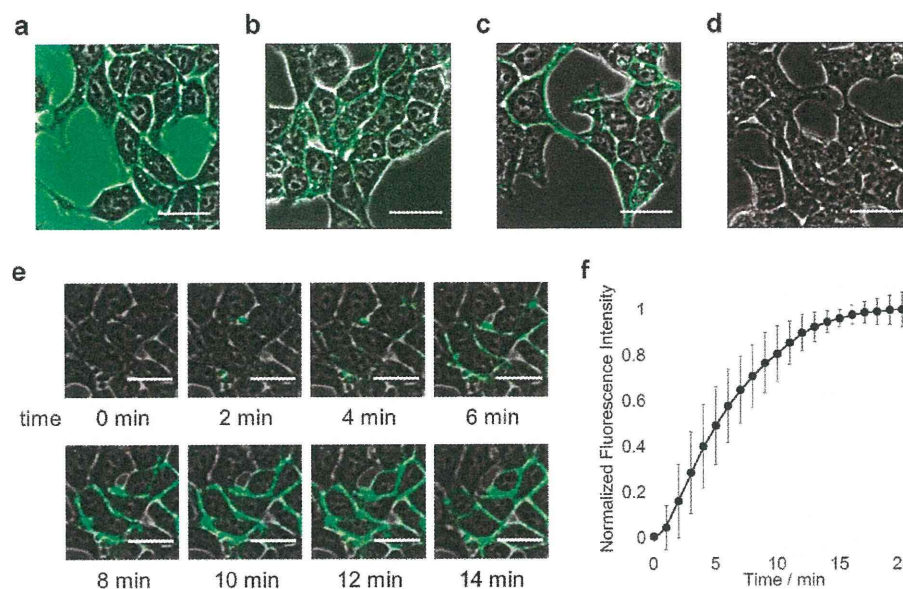 a b c d
e f
time 0 min 2 min 4 min 6 min
8 min 10 min 12 min 14 min
Normalized Fluorescence Intensity
1
0.8
0.6
0.4
0.2
0
0 5 10 15
Time / min